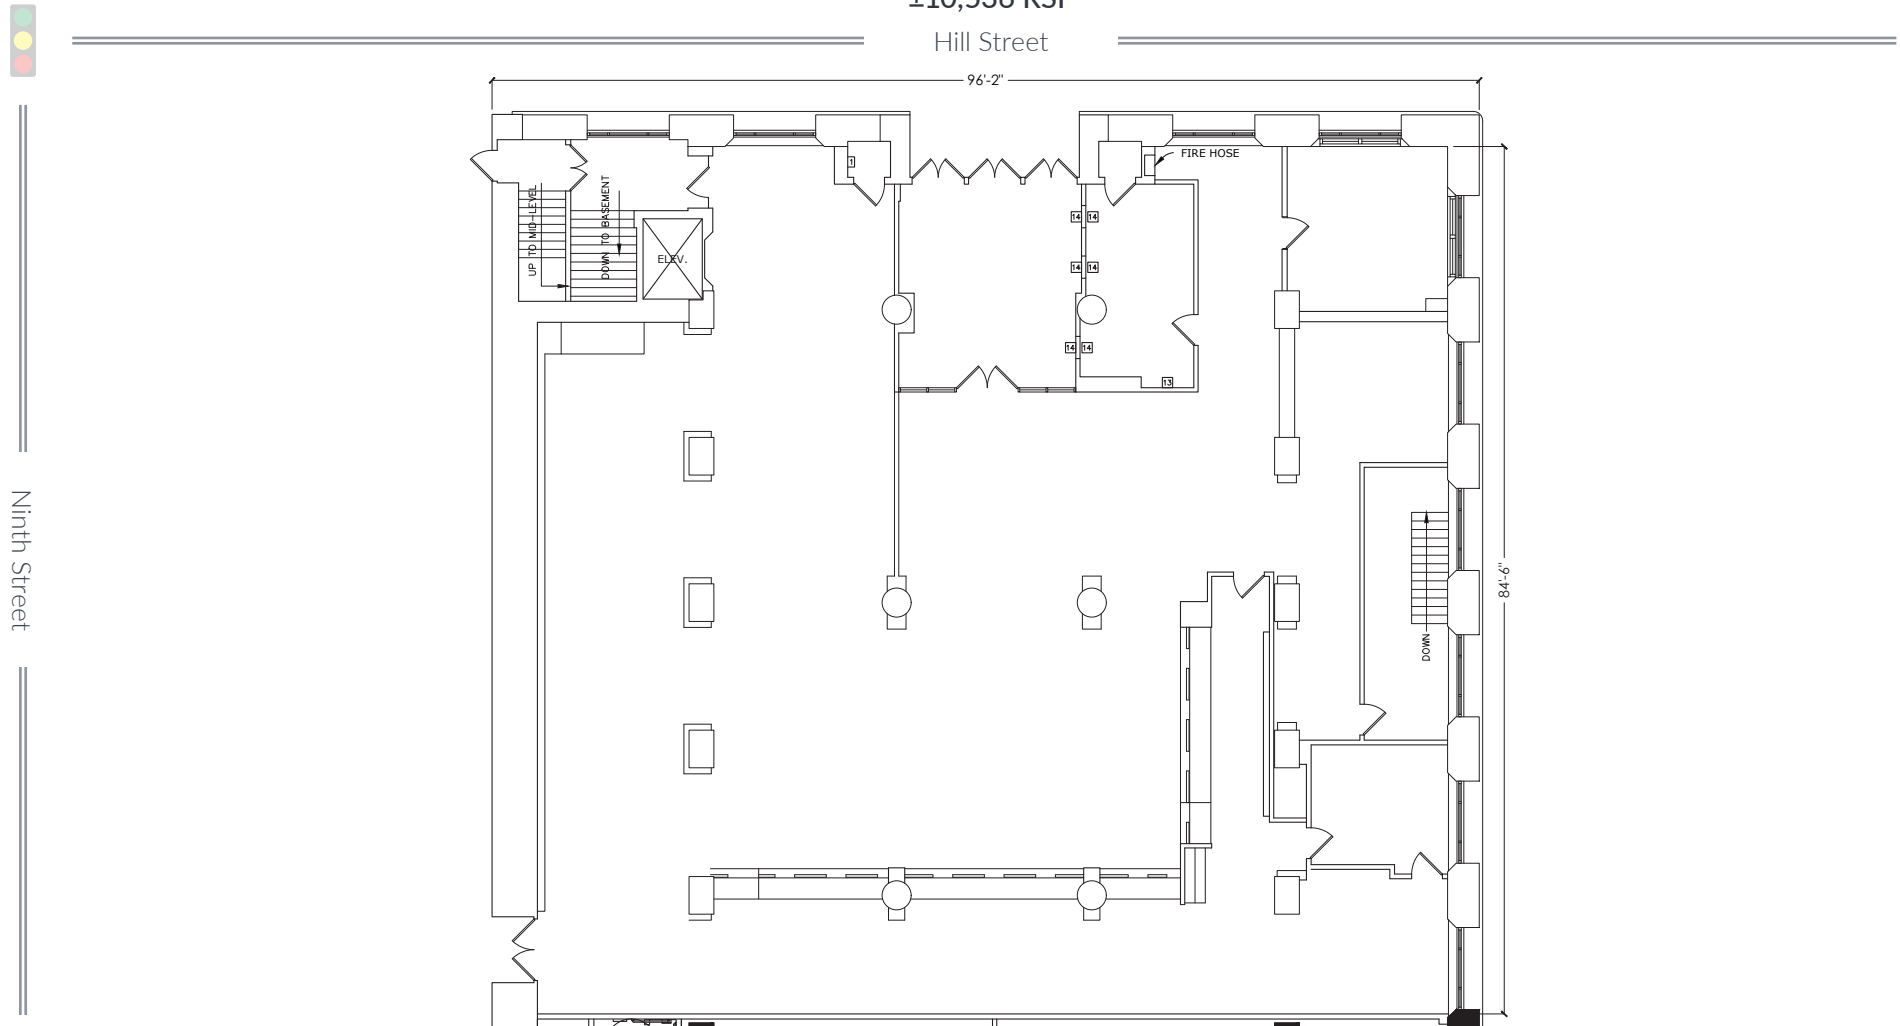 Hill Street
96'-2"
FIRE HOSE
1
UP TO MID-LEVEL
DOWN TO BASEMENT
ELEV.
14 14
14 14
14 14
13
Ninth Street
84'-6"
DOWN